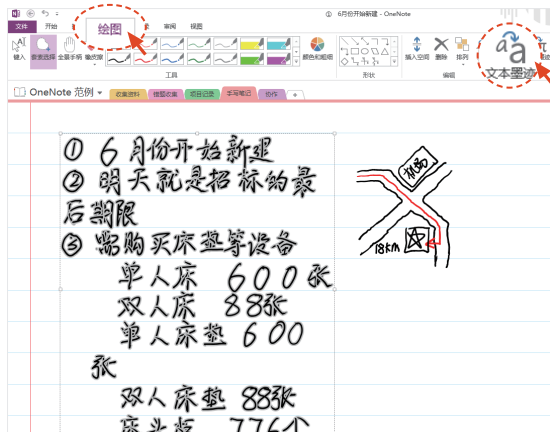 ① 6月份开始新建 - OneNote
文件 开始 绘图 审阅 视图
键入 套索选择 全景手柄 橡皮擦 颜色和粗细 插入空间 删除 排列 文本墨迹
工具 形状 编辑
OneNote 范例 收集资料 模型收集 项目记录 手写笔记 协作 +
① 6月份开始新建
② 明天就是招标的最
后期限
机场
③ 需购买床垫等设备
18km
单人床 600张
双人床 88张
单人床垫 600
张
双人床垫 88张
床头柜 776个